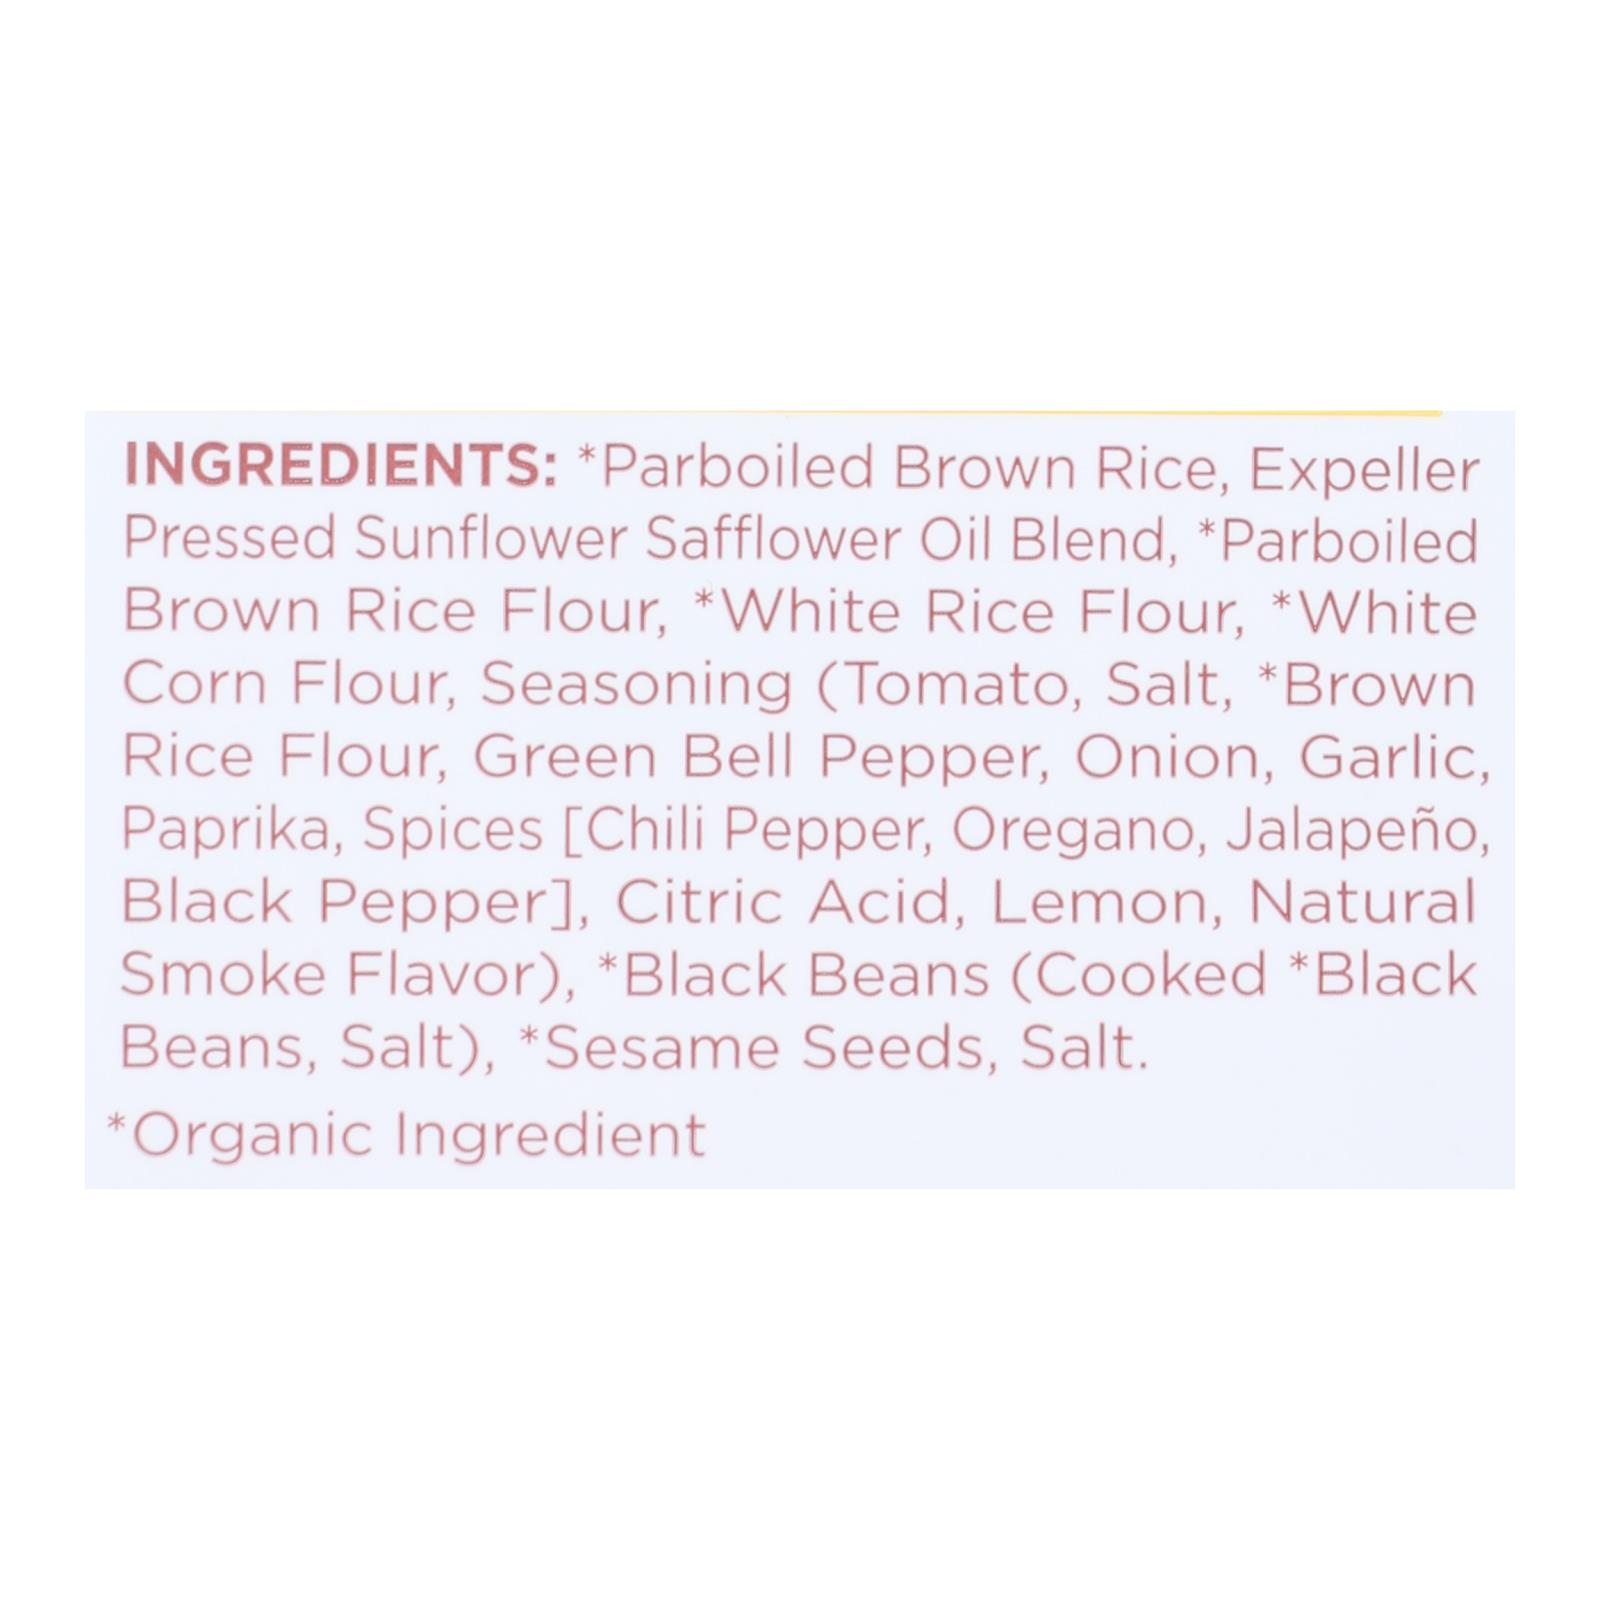 INGREDIENTS: *Parboiled Brown Rice, Expeller
Pressed Sunflower Safflower Oil Blend, *Parboiled
Brown Rice Flour, *White Rice Flour, *White
Corn Flour, Seasoning (Tomato, Salt, *Brown
Rice Flour, Green Bell Pepper, Onion, Garlic,
Paprika, Spices [Chili Pepper, Oregano, Jalapeño,
Black Pepper], Citric Acid, Lemon, Natural
Smoke Flavor), *Black Beans (Cooked *Black
Beans, Salt), *Sesame Seeds, Salt.
*Organic Ingredient